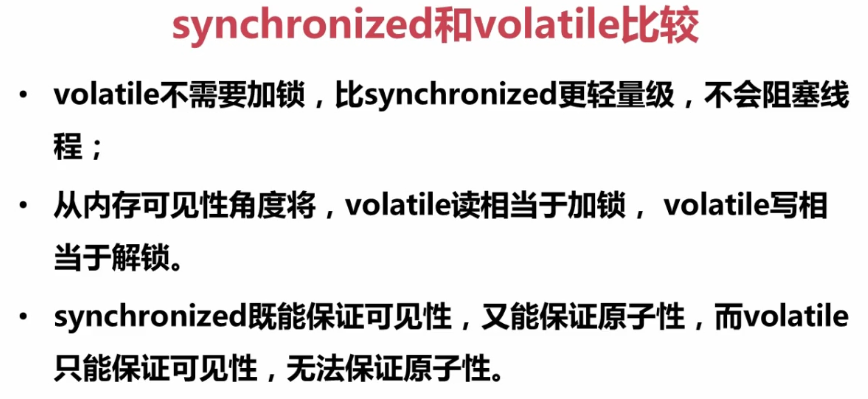 synchronized和volatile比较
• volatile不需要加锁，比synchronized更轻量级，不会阻塞线
程；
• 从内存可见性角度将，volatile读相当于加锁， volatile写相
当于解锁。
• synchronized既能保证可见性，又能保证原子性，而volatile
只能保证可见性，无法保证原子性。